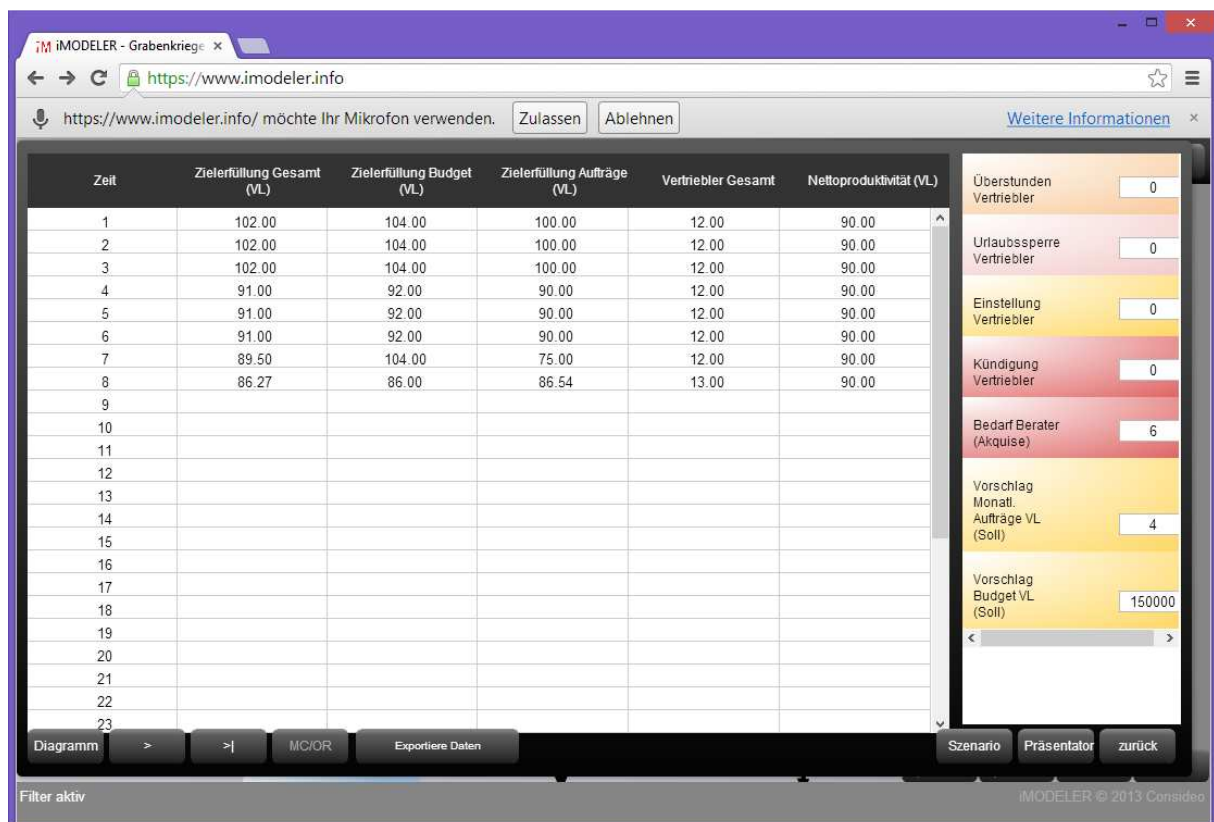 iM iMODELER - Grabenkriege ×
https://www.imodeler.info
https://www.imodeler.info/ möchte Ihr Mikrofon verwenden. Zulassen Ablehnen Weitere Informationen ×
Zeit Zielerfüllung Gesamt (VL) Zielerfüllung Budget (VL) Zielerfüllung Aufträge (VL) Vertriebler Gesamt Nettoproduktivität (VL)
1 102.00 104.00 100.00 12.00 90.00
2 102.00 104.00 100.00 12.00 90.00
3 102.00 104.00 100.00 12.00 90.00
4 91.00 92.00 90.00 12.00 90.00
5 91.00 92.00 90.00 12.00 90.00
6 91.00 92.00 90.00 12.00 90.00
7 89.50 104.00 75.00 12.00 90.00
8 86.27 86.00 86.54 13.00 90.00
9
10
11
12
13
14
15
16
17
18
19
20
21
22
23
Überstunden
Vertriebler 0
Urlaubssperre
Vertriebler 0
Einstellung
Vertriebler 0
Kündigung
Vertriebler 0
Bedarf Berater
(Akquise) 6
Vorschlag
Monatl.
Aufträge VL
(Soll) 4
Vorschlag
Budget VL
(Soll) 150000
Diagramm > >| MC/OR Exportiere Daten Szenario Präsentator zurück
Filter aktiv iMODELER © 2013 Consideo